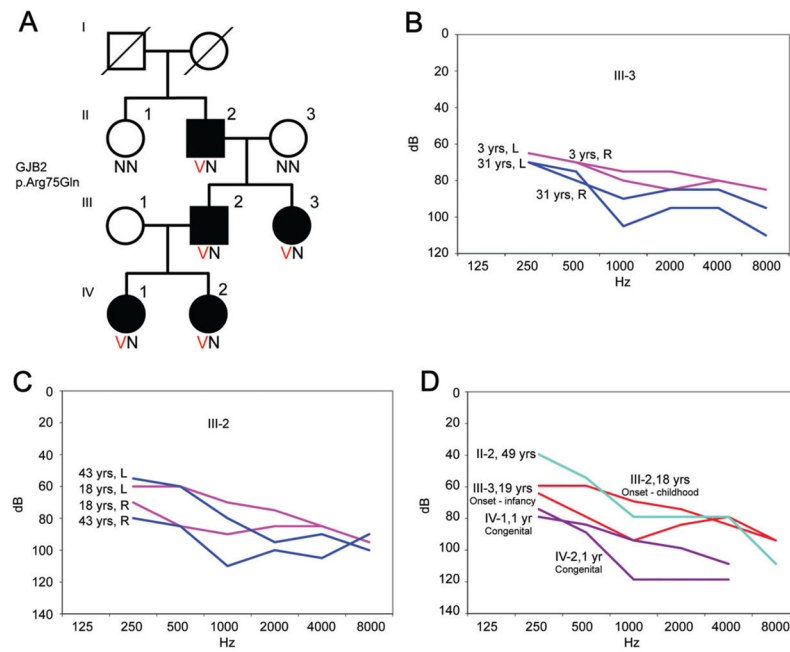 A
I
II
1
2
3
NN
VN
NN
GJB2
p.Arg75Gln
III
1
2
3
VN
VN
IV
1
2
VN
VN
B
0
20
40
60
80
100
120
dB
III-3
3 yrs, L
3 yrs, R
31 yrs, L
31 yrs, R
125 250 500 1000 2000 4000 8000
Hz
C
0
20
40
60
80
100
120
140
dB
III-2
43 yrs, L
18 yrs, L
18 yrs, R
43 yrs, R
125 250 500 1000 2000 4000 8000
Hz
D
0
20
40
60
80
100
120
140
dB
II-2, 49 yrs
III-3,19 yrs
Onset - infancy
IV-1,1 yr
Congenital
III-2,18 yrs
Onset - childhood
IV-2,1 yr
Congenital
125 250 500 1000 2000 4000 8000
Hz